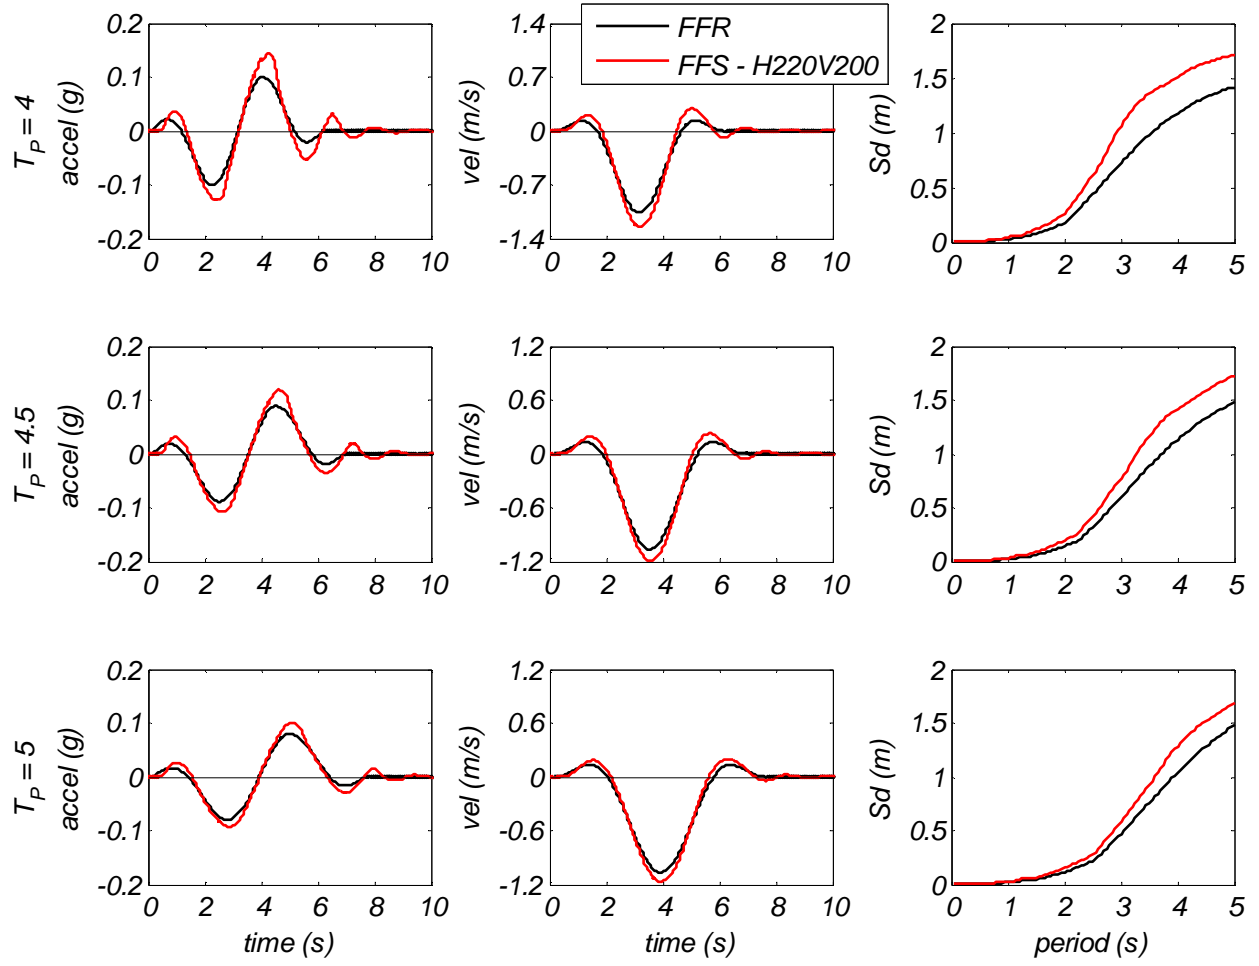 FFR
FFS - H220V200
T_P = 4
accel (g)
0.2
0.1
0
-0.1
-0.2
0 2 4 6 8 10
vel (m/s)
1.4
0.7
0
-0.7
-1.4
0 2 4 6 8 10
Sd (m)
2
1.5
1
0.5
0
0 1 2 3 4 5
T_P = 4.5
accel (g)
0.2
0.1
0
-0.1
-0.2
0 2 4 6 8 10
vel (m/s)
1.2
0.6
0
-0.6
-1.2
0 2 4 6 8 10
Sd (m)
2
1.5
1
0.5
0
0 1 2 3 4 5
T_P = 5
accel (g)
0.2
0.1
0
-0.1
-0.2
0 2 4 6 8 10
time (s)
vel (m/s)
1.2
0.6
0
-0.6
-1.2
0 2 4 6 8 10
time (s)
Sd (m)
2
1.5
1
0.5
0
0 1 2 3 4 5
period (s)